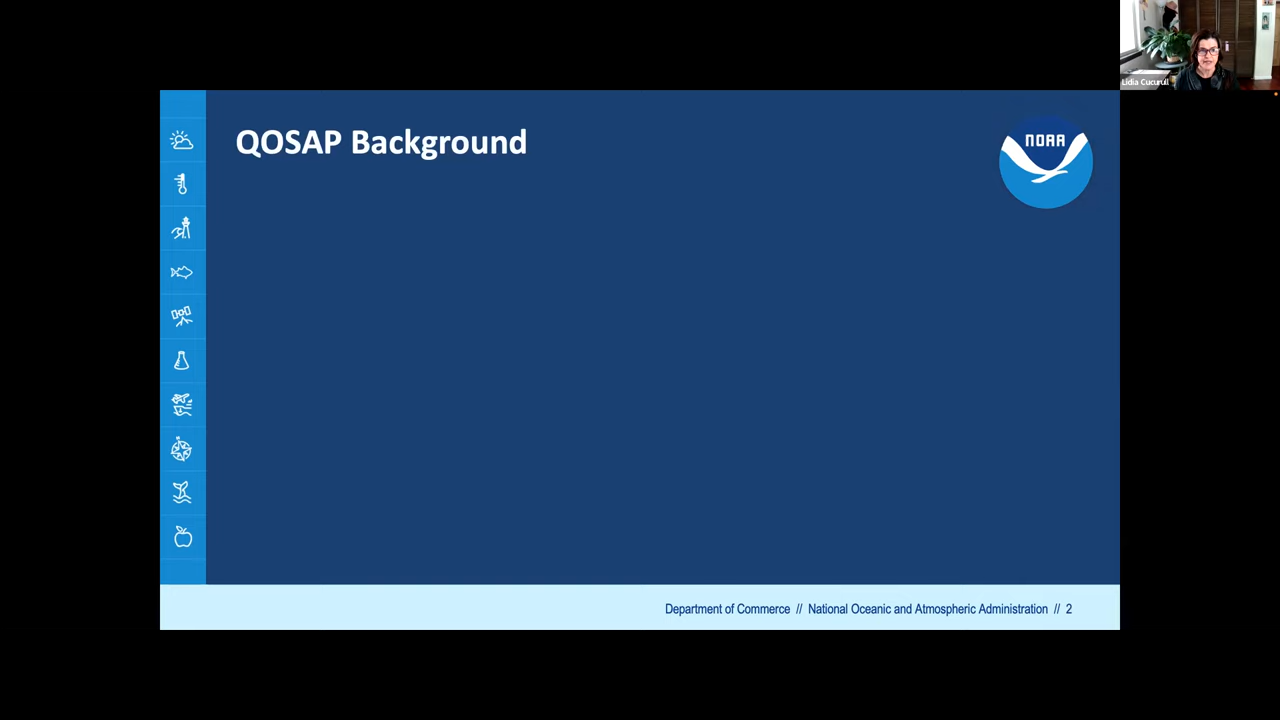 Lidia Cucurull
QOSAP Background
NOAA
Department of Commerce // National Oceanic and Atmospheric Administration // 2